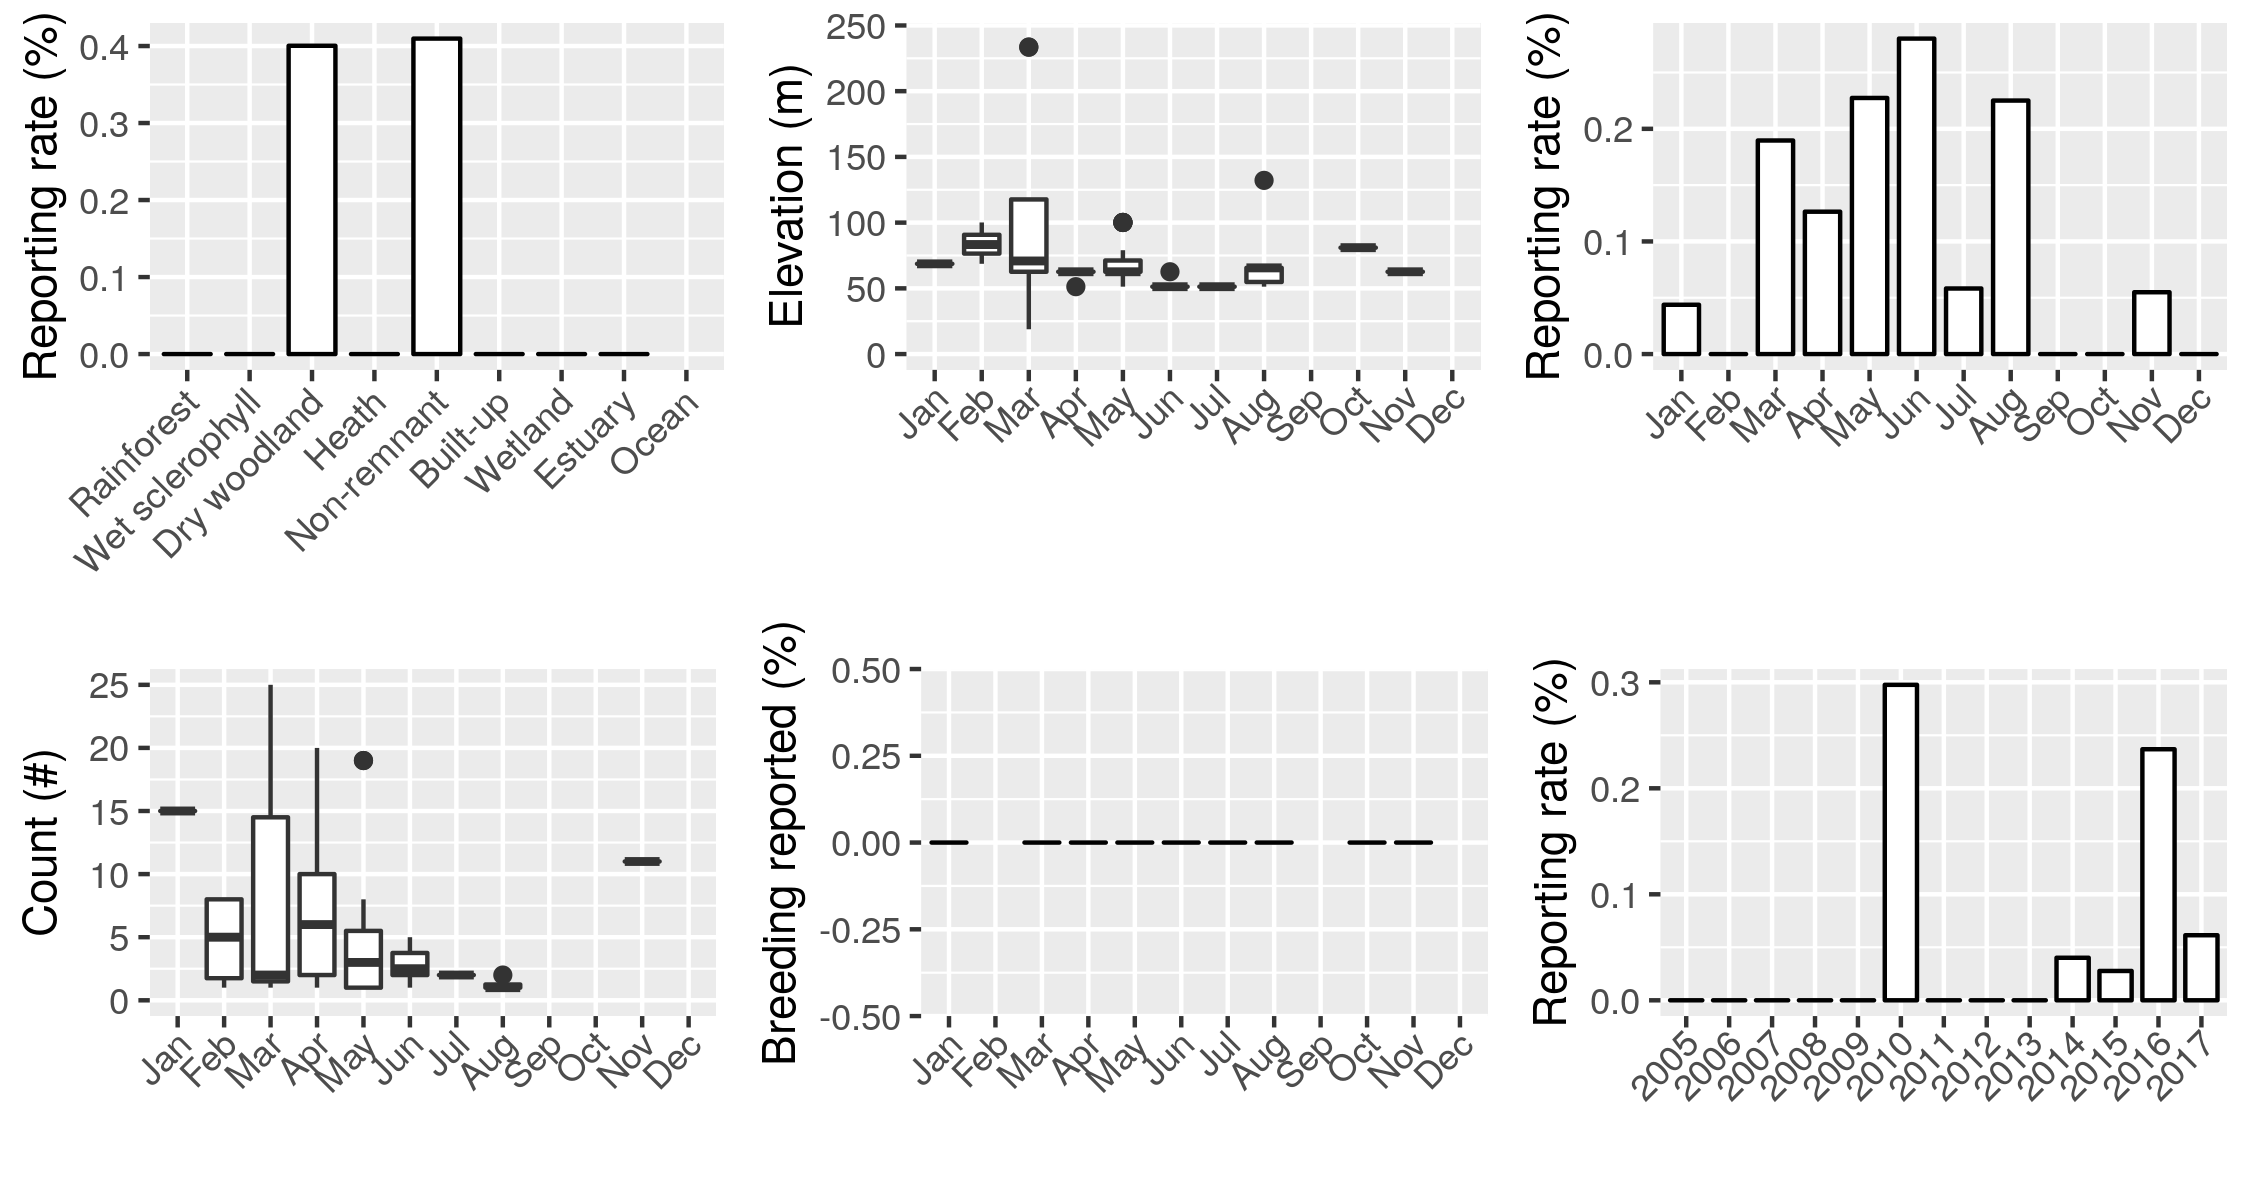 Reporting rate (%)
0.4
0.3
0.2
0.1
0.0
Rainforest
Wet sclerophyll
Dry woodland
Heath
Non-remnant
Built-up
Wetland
Estuary
Ocean
Elevation (m)
250
200
150
100
50
0
Jan
Feb
Mar
Apr
May
Jun
Jul
Aug
Sep
Oct
Nov
Dec
Reporting rate (%)
0.2
0.1
0.0
Jan
Feb
Mar
Apr
May
Jun
Jul
Aug
Sep
Oct
Nov
Dec
Count (#)
25
20
15
10
5
0
Jan
Feb
Mar
Apr
May
Jun
Jul
Aug
Sep
Oct
Nov
Dec
Breeding reported (%)
0.50
0.25
0.00
-0.25
-0.50
Jan
Feb
Mar
Apr
May
Jun
Jul
Aug
Sep
Oct
Nov
Dec
Reporting rate (%)
0.3
0.2
0.1
0.0
2005
2006
2007
2008
2009
2010
2011
2012
2013
2014
2015
2016
2017